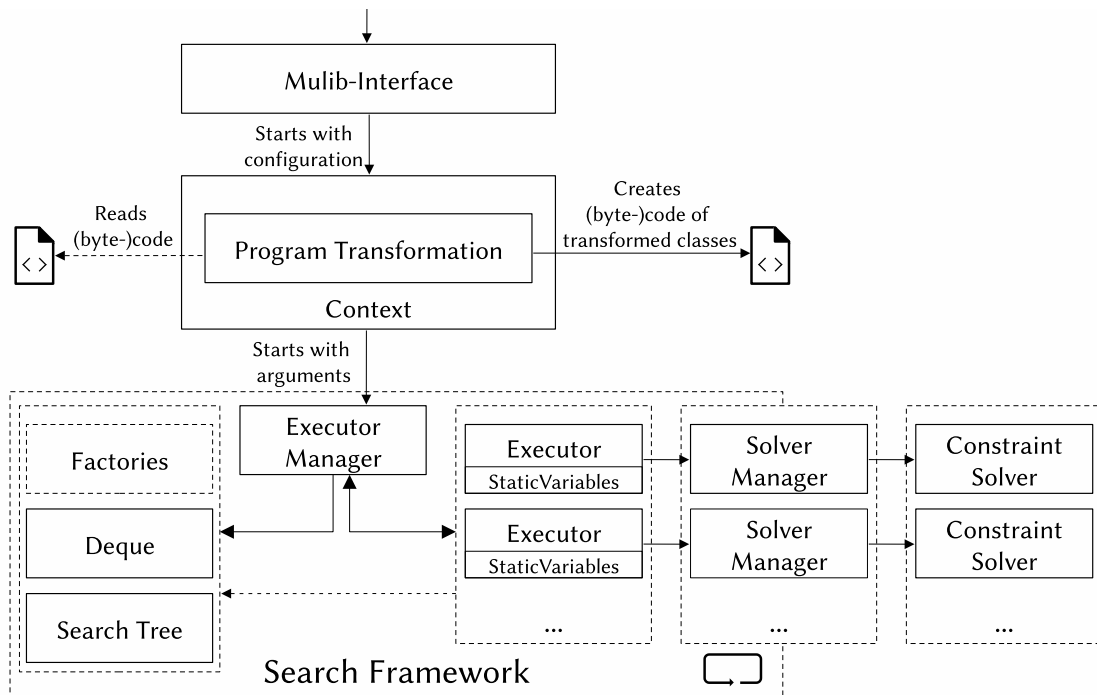 Mulib-Interface
Starts with
configuration
Reads
(byte-)code
Creates
(byte-)code of
transformed classes
< >
Program Transformation
< >
Context
Starts with
arguments
Factories
Deque
Search Tree
Executor
Manager
Executor
StaticVariables
Executor
StaticVariables
...
Solver
Manager
Solver
Manager
...
Constraint
Solver
Constraint
Solver
...
Search Framework